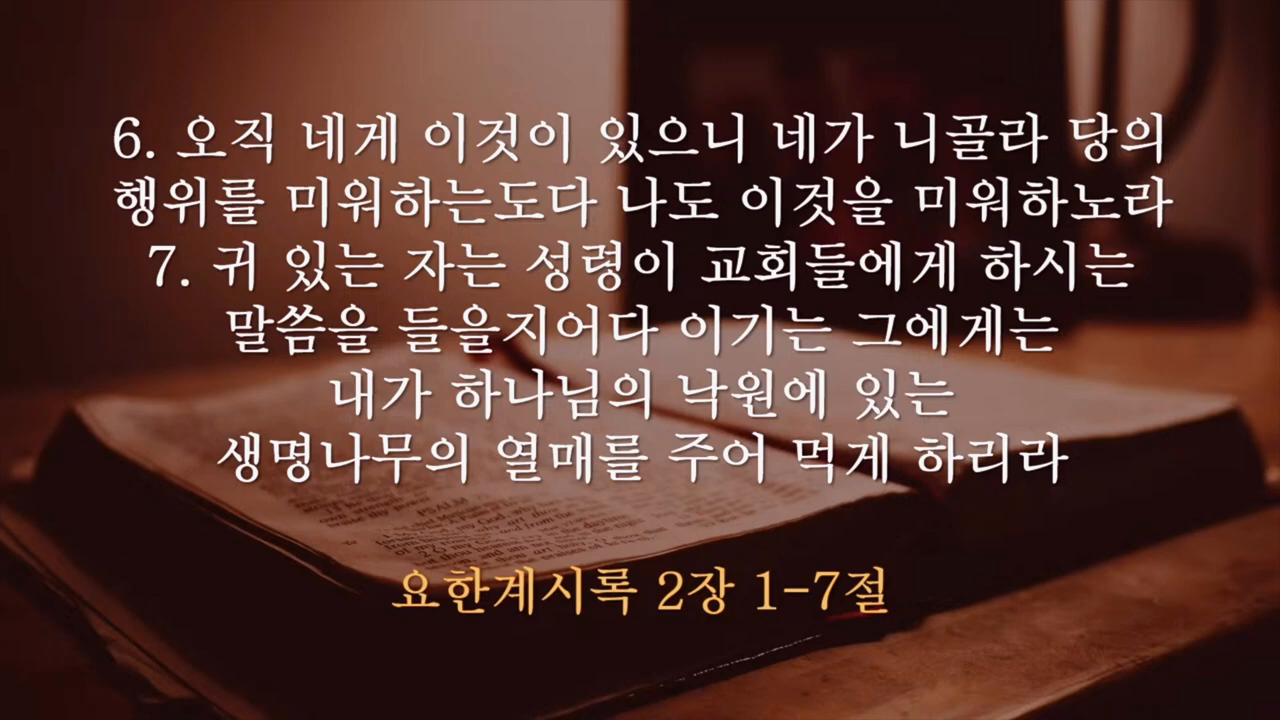 6. 오직 네게 이것이 있으니 네가 니골라 당의
행위를 미워하는도다 나도 이것을 미워하노라
7. 귀 있는 자는 성령이 교회들에게 하시는
말씀을 들을지어다 이기는 그에게는
내가 하나님의 낙원에 있는
생명나무의 열매를 주어 먹게 하리라
요한계시록 2장 1-7절
PSALM